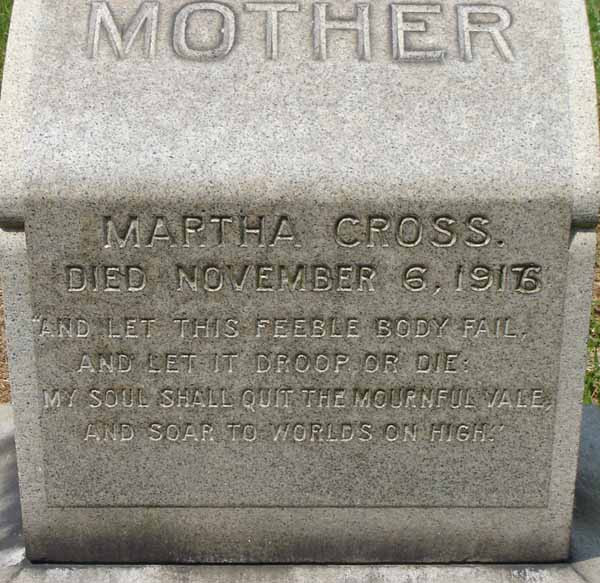 MOTHER
MARTHA CROSS.
DIED NOVEMBER 6, 1916
"AND LET THIS FEEBLE BODY FAIL,
AND LET IT DROOP OR DIE;
MY SOUL SHALL QUIT THE MOURNFUL VALE,
AND SOAR TO WORLDS ON HIGH."